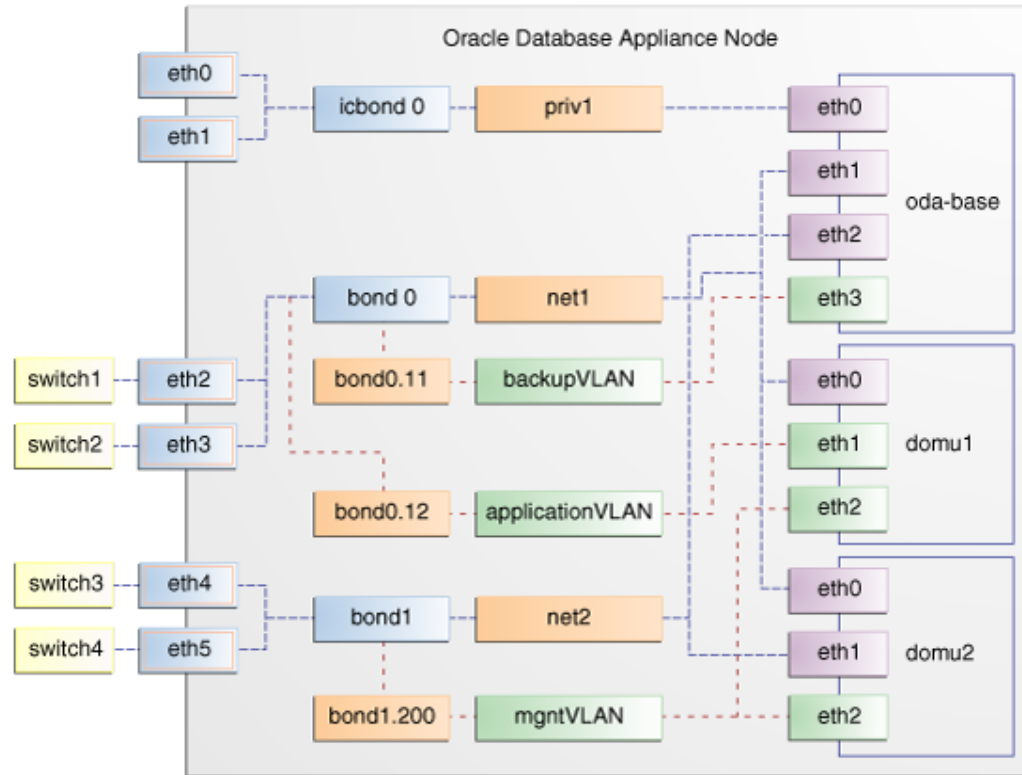 Oracle Database Appliance Node
eth0
eth1
icbond 0
priv1
eth0
eth1
eth2
eth3
oda-base
bond 0
net1
switch1
eth2
bond0.11
backupVLAN
switch2
eth3
eth0
eth1
eth2
domu1
bond0.12
applicationVLAN
switch3
eth4
switch4
eth5
bond1
net2
eth0
eth1
eth2
domu2
bond1.200
mgntVLAN